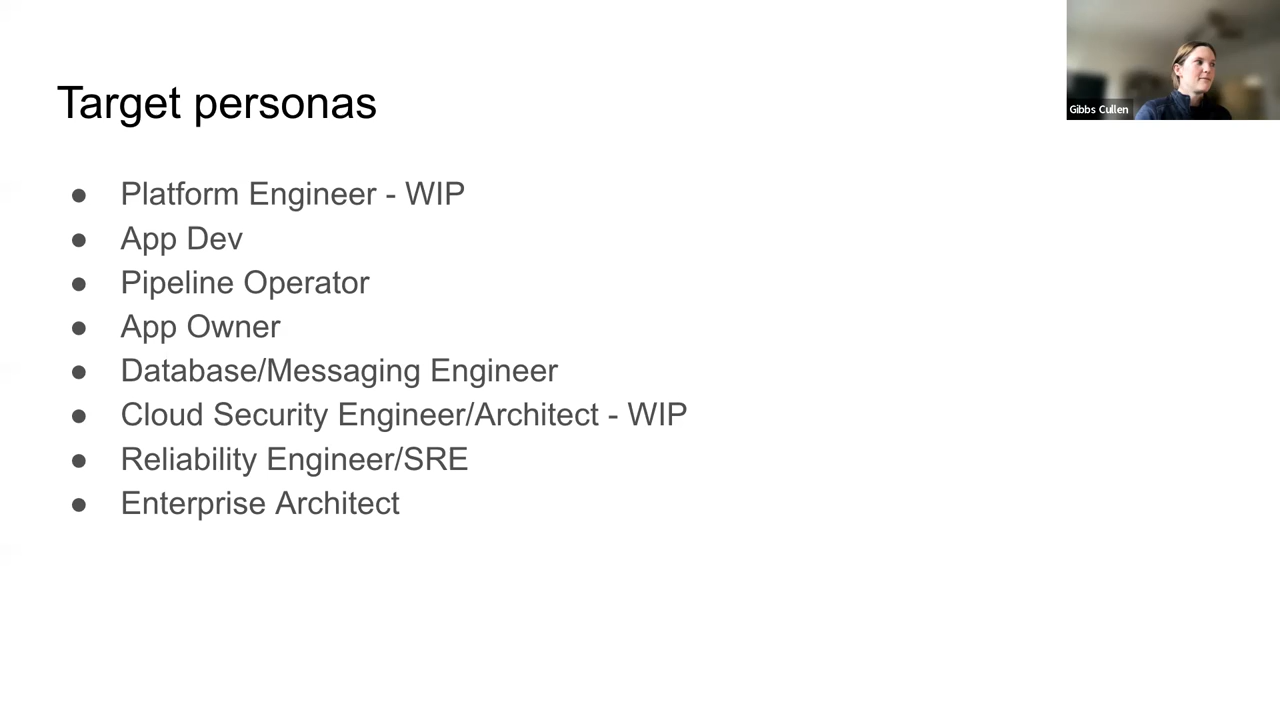 Target personas
● Platform Engineer - WIP
● App Dev
● Pipeline Operator
● App Owner
● Database/Messaging Engineer
● Cloud Security Engineer/Architect - WIP
● Reliability Engineer/SRE
● Enterprise Architect
Gibbs Cullen